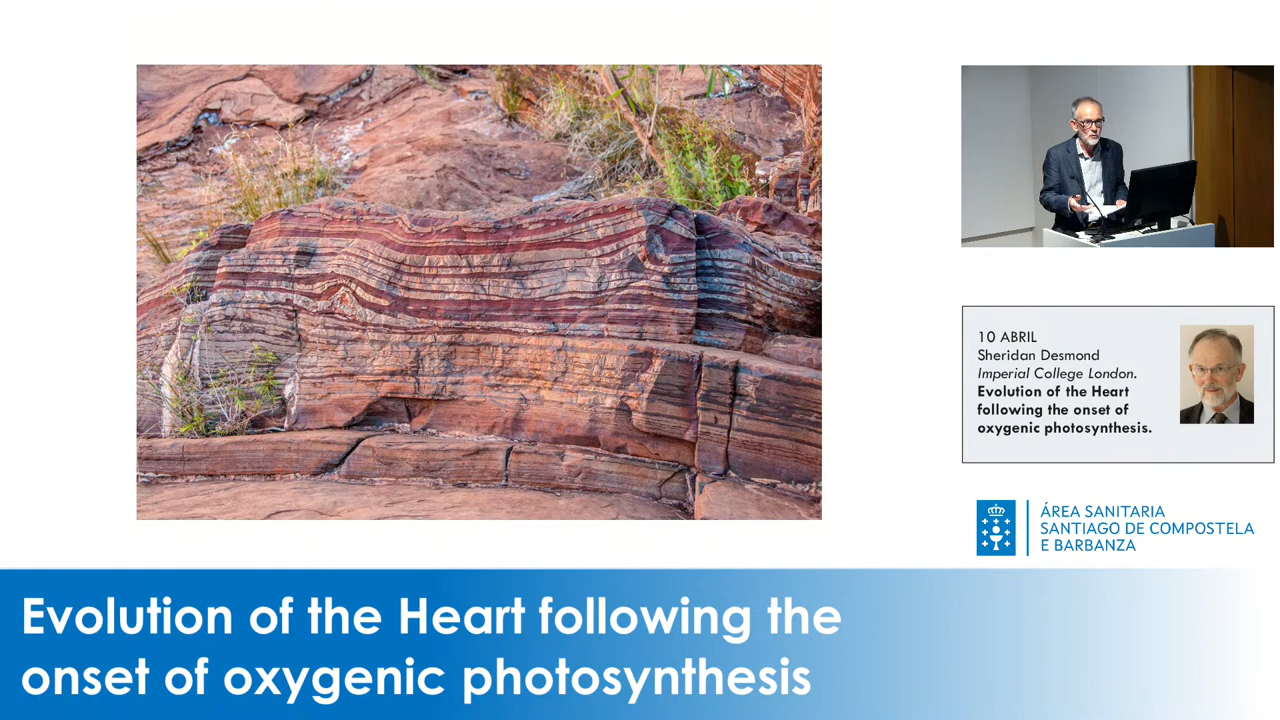 10 ABRIL
Sheridan Desmond
Imperial College London.
Evolution of the Heart
following the onset of
oxygenic photosynthesis.
ÁREA SANITARIA
SANTIAGO DE COMPOSTELA
E BARBANZA
Evolution of the Heart following the
onset of oxygenic photosynthesis